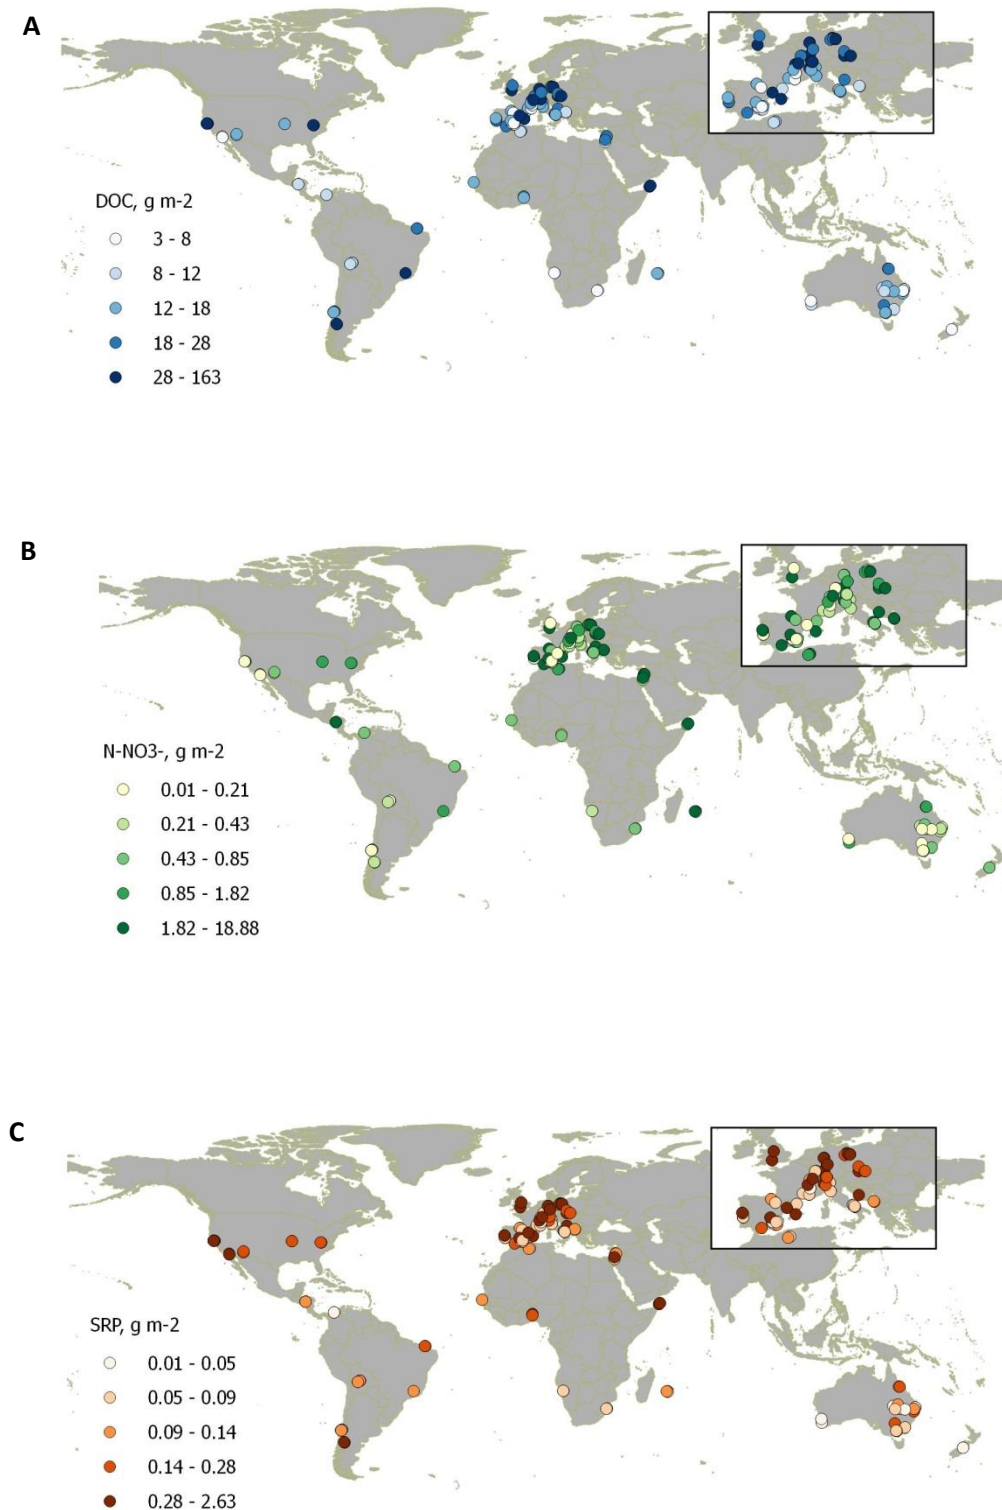 A
DOC, g m-2
3 - 8
8 - 12
12 - 18
18 - 28
28 - 163
B
N-NO3-, g m-2
0.01 - 0.21
0.21 - 0.43
0.43 - 0.85
0.85 - 1.82
1.82 - 18.88
C
SRP, g m-2
0.01 - 0.05
0.05 - 0.09
0.09 - 0.14
0.14 - 0.28
0.28 - 2.63